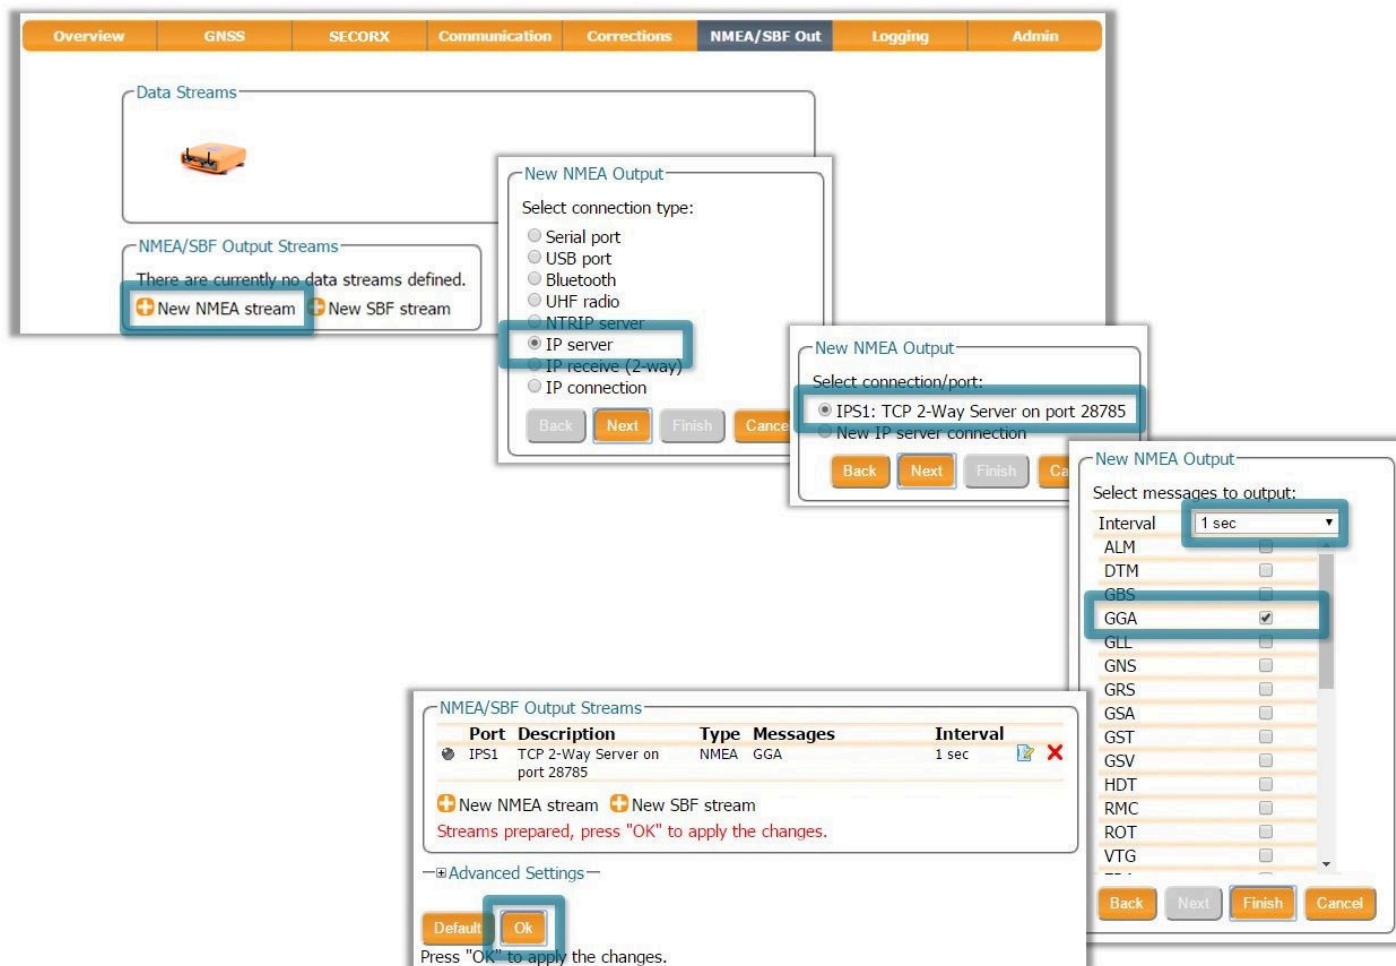 Overview GNSS SECORX Communication Corrections NMEA/SBF Out Logging Admin
Data Streams
NMEA/SBF Output Streams
There are currently no data streams defined.
New NMEA stream New SBF stream
New NMEA Output
Select connection type:
Serial port
USB port
Bluetooth
UHF radio
NTRIP server
IP server
IP receive (2-way)
IP connection
Back Next Finish
New NMEA Output
Select connection/port:
IPS1: TCP 2-Way Server on port 28785
New IP server connection
Back Next Finish
New NMEA Output
Select messages to output:
Interval 1 sec
ALM
DTM
GBS
GGA
GLL
GNS
GRS
GSA
GST
GSV
HDT
RMC
ROT
VTG
Back Next Finish Cancel
NMEA/SBF Output Streams
Port Description Type Messages Interval
IPS1 TCP 2-Way Server on NMEA GGA 1 sec
port 28785
New NMEA stream New SBF stream
Streams prepared, press "OK" to apply the changes.
Advanced Settings
Default Ok
Press "OK" to apply the changes.